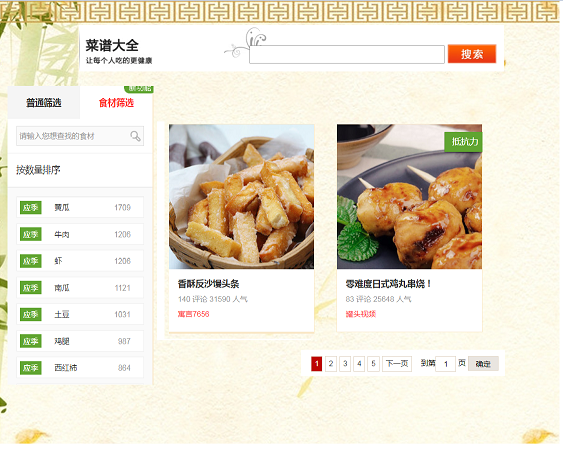 菜谱大全
让每个人吃的更健康
搜索
新功能
普通筛选 食材筛选
请输入您想查找的食材
按数量排序
应季 黄瓜 1709
应季 牛肉 1206
应季 虾 1206
应季 南瓜 1121
应季 土豆 1031
应季 鸡腿 987
应季 西红柿 864
香酥反沙馒头条
140 评论 31590 人气
寓言7656
抵抗力
零难度日式鸡丸串烧！
83 评论 25648 人气
罐头视频
1 2 3 4 5 下一页 到第 1 页 确定